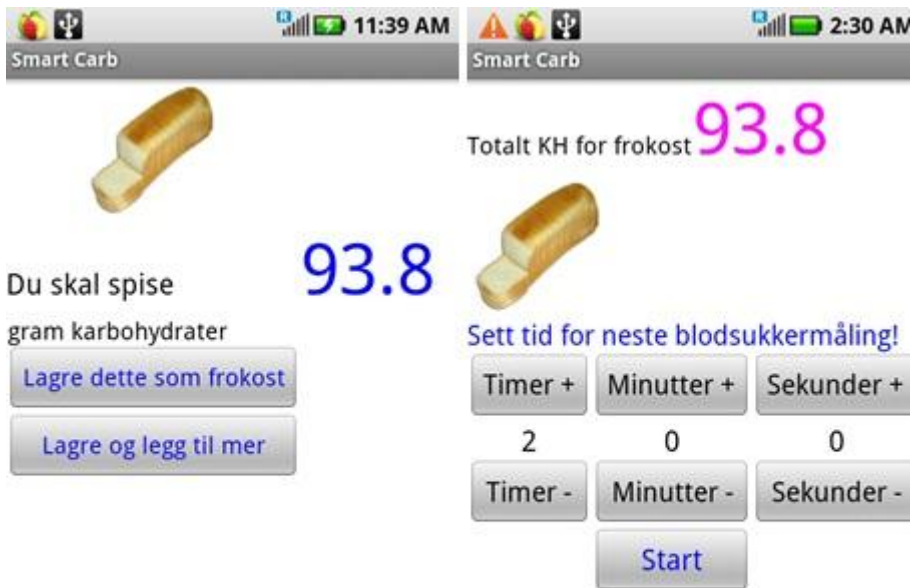 11:39 AM
Smart Carb
Du skal spise 93.8
gram karbohydrater
Lagre dette som frokost
Lagre og legg til mer
2:30 AM
Smart Carb
Totalt KH for frokost 93.8
Sett tid for neste blodsukkermåling!
Timer + Minutter + Sekunder +
2 0 0
Timer - Minutter - Sekunder -
Start